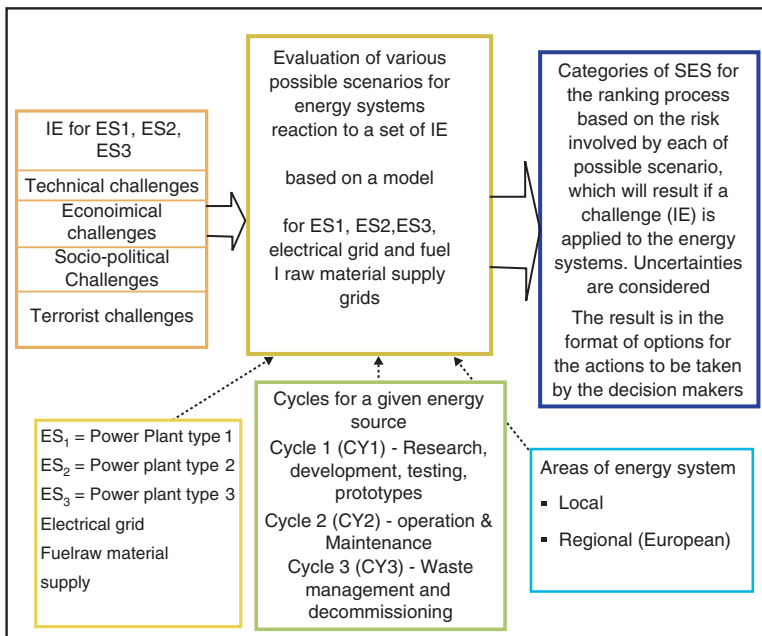 IE for ES1, ES2,
ES3
Technical challenges
Econoimical
challenges
Socio-political
Challenges
Terrorist challenges
Evaluation of various
possible scenarios for
energy systems
reaction to a set of IE
based on a model
for ES1, ES2,ES3,
electrical grid and fuel
I raw material supply
grids
Categories of SES for
the ranking process
based on the risk
involved by each of
possible scenario,
which will result if a
challenge (IE) is
applied to the energy
systems. Uncertainties
are considered
The result is in the
format of options for
the actions to be taken
by the decision makers
ES₁ = Power Plant type 1
ES₂ = Power plant type 2
ES₃ = Power plant type 3
Electrical grid
Fuelraw material
supply
Cycles for a given energy
source
Cycle 1 (CY1) - Research,
development, testing,
prototypes
Cycle 2 (CY2) - operation &
Maintenance
Cycle 3 (CY3) - Waste
management and
decommissioning
Areas of energy system
▪ Local
▪ Regional (European)